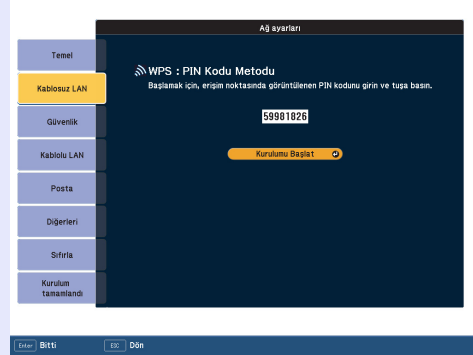 Ağ ayarları
Temel
Kablosuz LAN
Güvenlik
Kablolu LAN
Posta
Diğerleri
Sıfırla
Kurulum
tamamlandı
WPS : PIN Kodu Metodu
Başlamak için, erişim noktasında görüntülenen PIN kodunu girin ve tuşa basın.
59981826
Kurulumu Başlat
Enter Bitti
ESC Dön